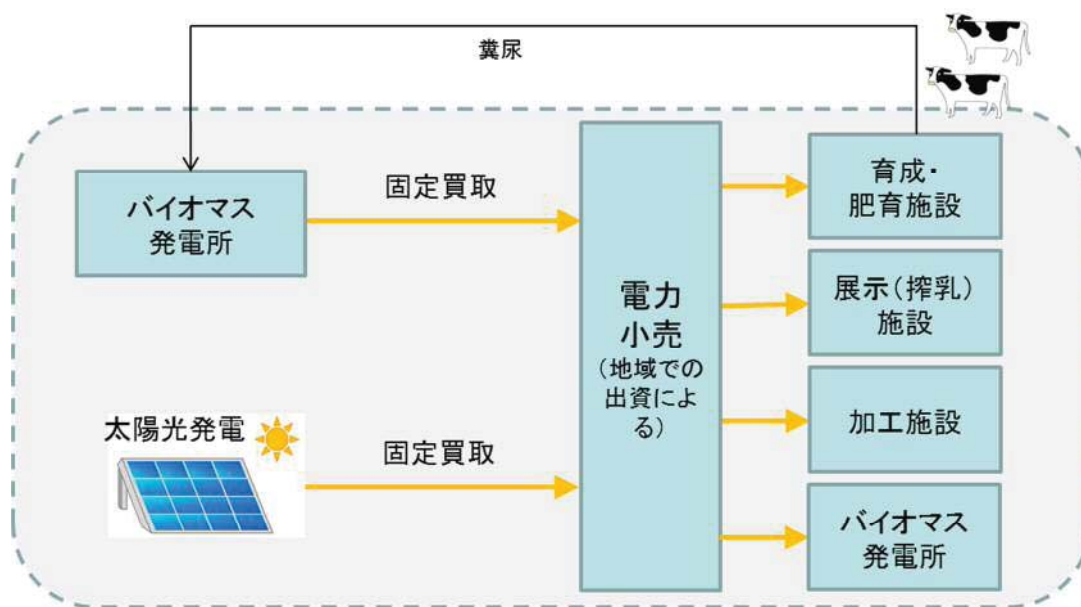 糞尿
バイオマス
発電所
固定買取
太陽光発電
固定買取
電力
小売
（地域での
出資によ
る）
育成・
肥育施設
展示（搾乳）
施設
加工施設
バイオマス
発電所